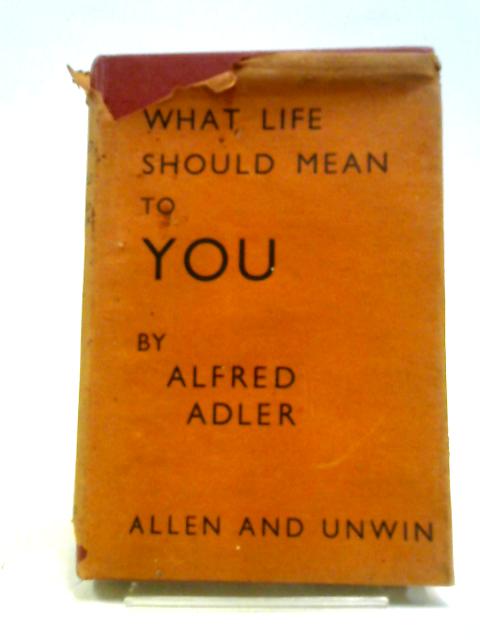 WHAT LIFE
SHOULD MEAN
TO
YOU
BY
ALFRED
ADLER
ALLEN AND UNWIN